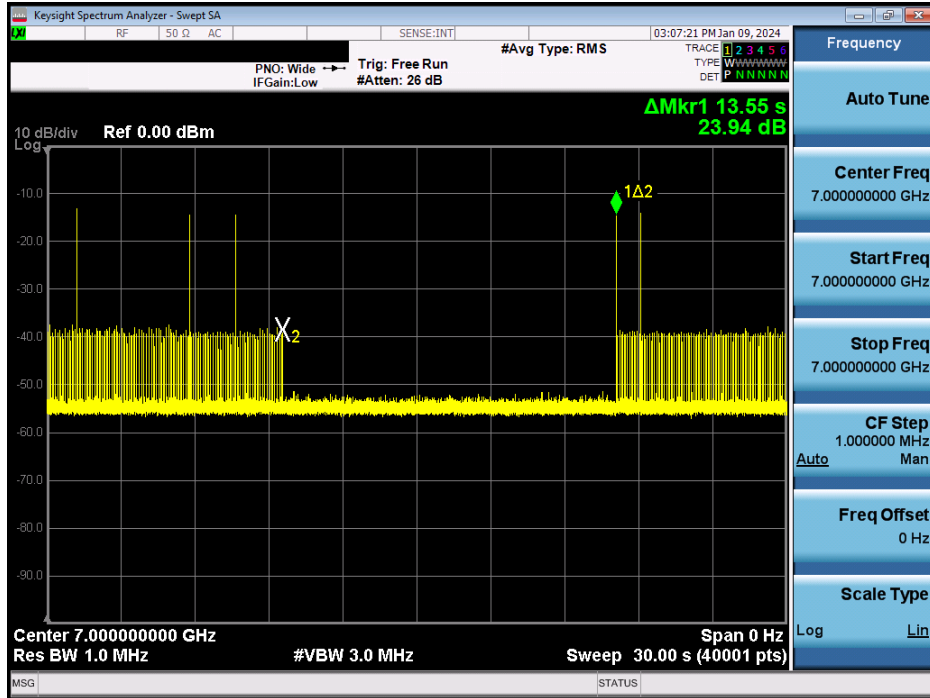 Keysight Spectrum Analyzer - Swept SA
LXI RF 50 Ω AC SENSE:INT 03:07:21 PM Jan 09, 2024
#Avg Type: RMS TRACE 1 2 3 4 5 6
PNO: Wide Trig: Free Run TYPE WWWWWW
IFGain:Low #Atten: 26 dB DET P N N N N N
ΔMkr1 13.55 s
10 dB/div Ref 0.00 dBm 23.94 dB
Log
1Δ2
-10.0
-20.0
-30.0
X2
-40.0
-50.0
-60.0
-70.0
-80.0
-90.0
Center 7.000000000 GHz Span 0 Hz
Res BW 1.0 MHz #VBW 3.0 MHz Sweep 30.00 s (40001 pts)
MSG STATUS
Frequency
Auto Tune
Center Freq
7.000000000 GHz
Start Freq
7.000000000 GHz
Stop Freq
7.000000000 GHz
CF Step
1.000000 MHz
Auto Man
Freq Offset
0 Hz
Scale Type
Log Lin